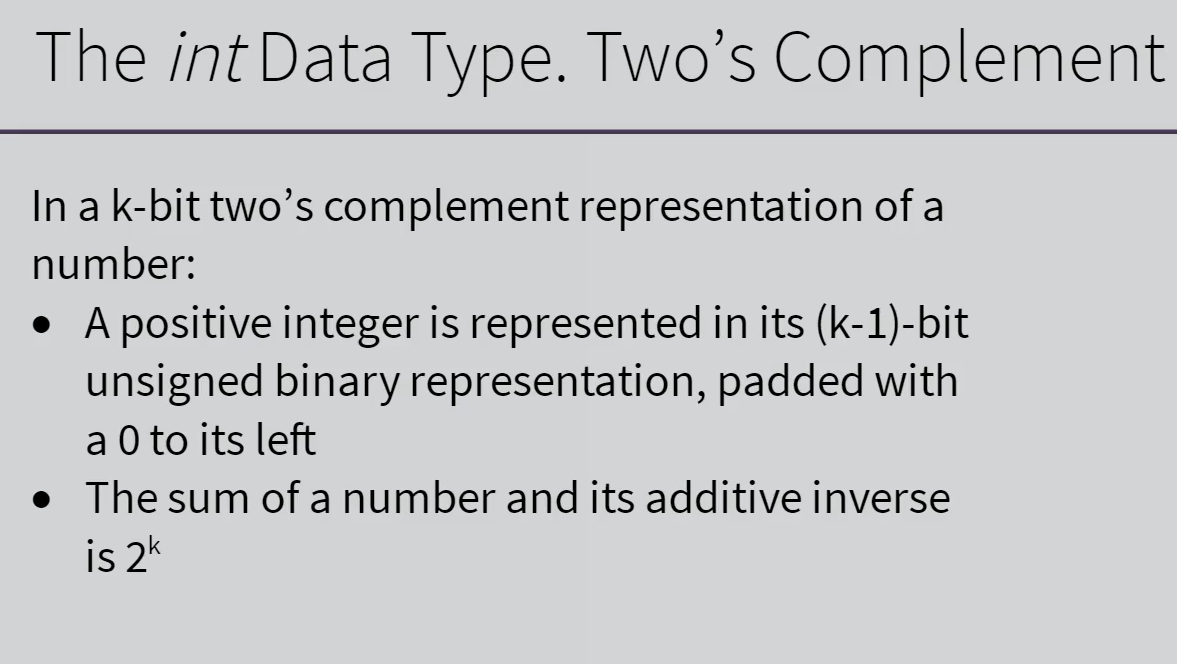 The int Data Type. Two’s Complement
In a k-bit two’s complement representation of a
number:
• A positive integer is represented in its (k-1)-bit
unsigned binary representation, padded with
a 0 to its left
• The sum of a number and its additive inverse
is 2ᵏ